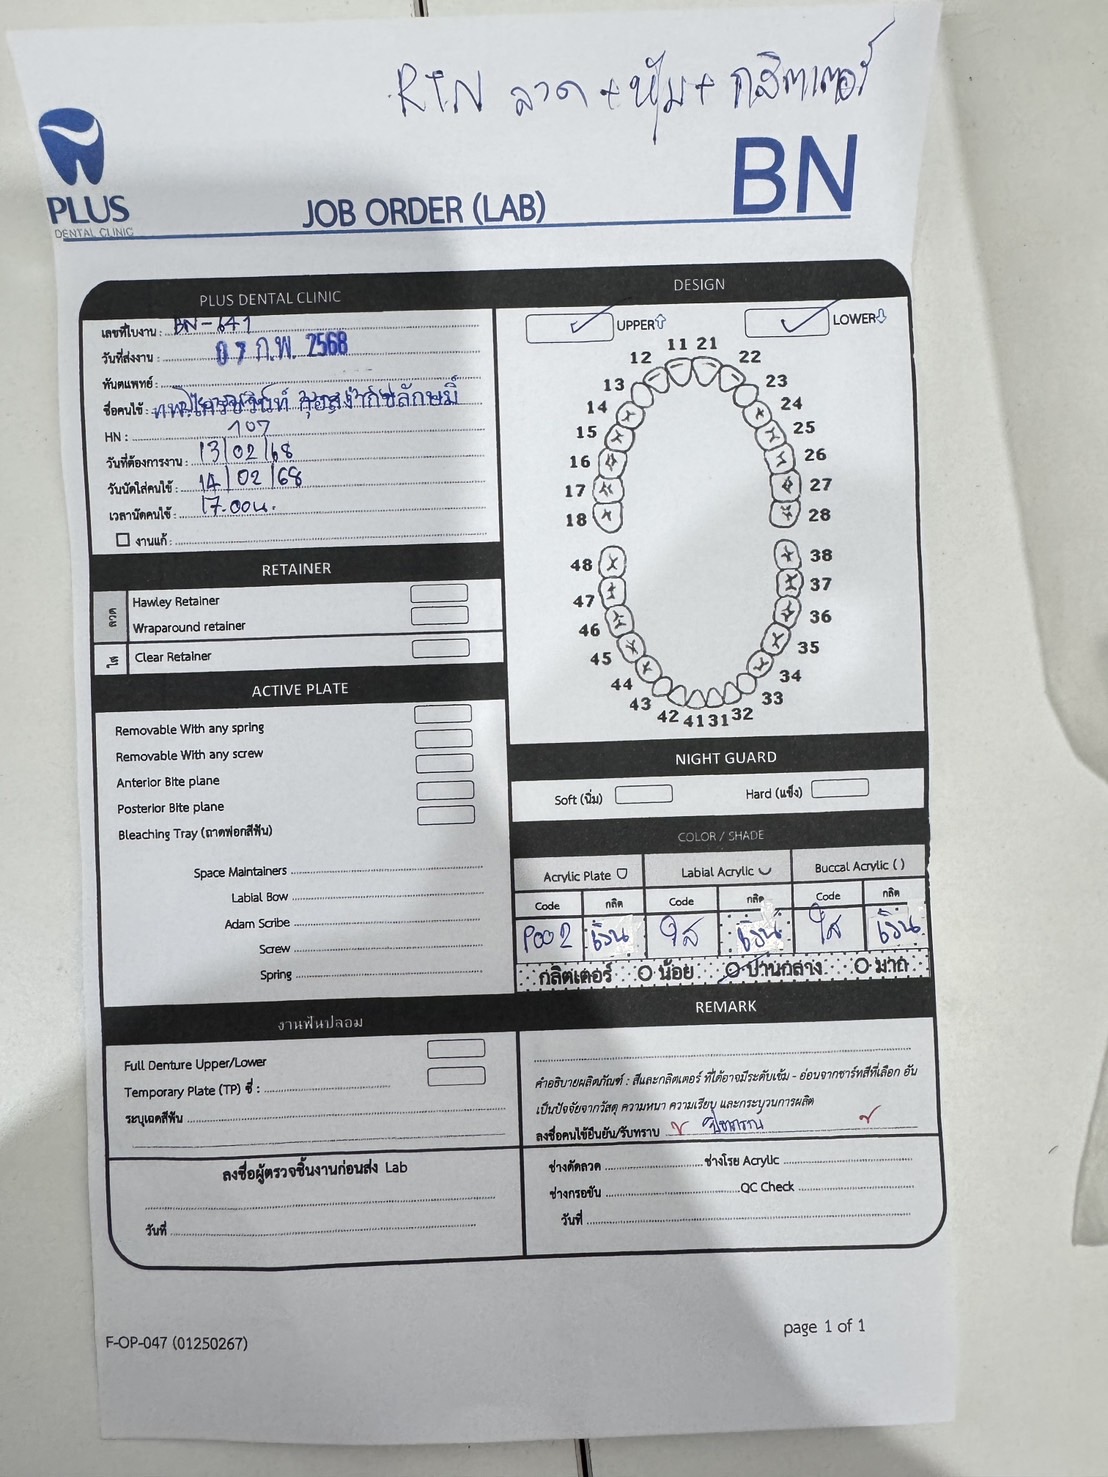 RTN ลวด + หุ้ม + กลิตเตอร์
PLUS
DENTAL CLINIC
JOB ORDER (LAB)
BN
PLUS DENTAL CLINIC
เลขที่ใบงาน : BN-641
วันที่ส่งงาน : 07 ก.พ. 2568
ทันตแพทย์ :
ชื่อคนไข้ :
HN : 107
วันที่ต้องการงาน : 13/02/68
วันนัดใส่คนไข้ : 14/02/68
เวลานัดคนไข้ : 17.00น.
งานแก้ :
DESIGN
UPPER
LOWER
11 21
12 22
13 23
14 24
15 25
16 26
17 27
18 28
48 38
47 37
46 36
45 35
44 34
43 33
42 41 31 32
RETAINER
ลวด
Hawley Retainer
Wraparound retainer
ใส
Clear Retainer
ACTIVE PLATE
Removable With any spring
Removable With any screw
Anterior Bite plane
Posterior Bite plane
Bleaching Tray (ถาดฟอกสีฟัน)
Space Maintainers
Labial Bow
Adam Scribe
Screw
Spring
NIGHT GUARD
Soft (นิ่ม) Hard (แข็ง)
COLOR / SHADE
Acrylic Plate Labial Acrylic Buccal Acrylic ( )
Code กลิต Code กลิต Code กลิต
P002 เงิน ใส เงิน ใส เงิน
กลิตเตอร์ น้อย ปานกลาง มาก
งานฟันปลอม
Full Denture Upper/Lower
Temporary Plate (TP) ซี่ :
ระบุเฉดสีฟัน
REMARK
คำอธิบายผลิตภัณฑ์ : สีและกลิตเตอร์ ที่ได้อาจมีระดับเข้ม - อ่อนจากชาร์ทสีที่เลือก อัน
เป็นปัจจัยจากวัสดุ ความหนา ความเรียบ และกระบวนการผลิต
ลงชื่อคนไข้ยืนยัน/รับทราบ
ลงชื่อผู้ตรวจชิ้นงานก่อนส่ง Lab
วันที่
ช่างดัดลวด ช่างโรย Acrylic
ช่างกรอขัน QC Check
วันที่
F-OP-047 (01250267)
page 1 of 1